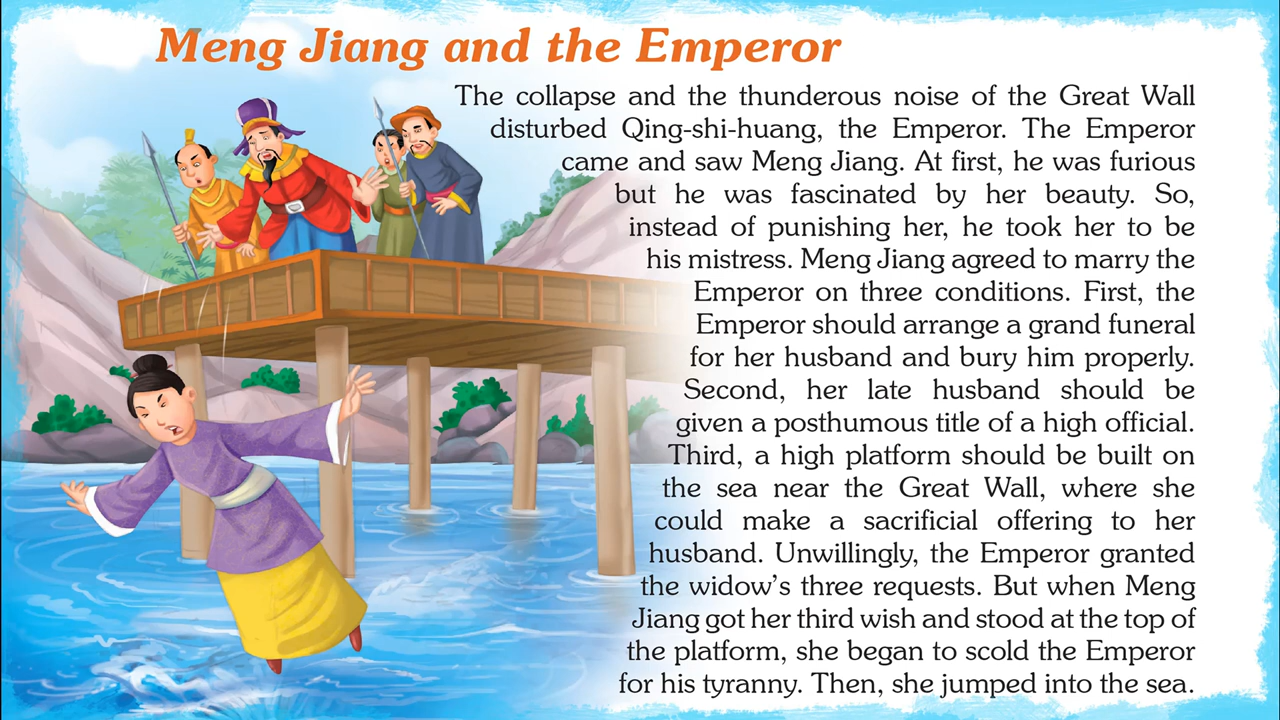 Meng Jiang and the Emperor
The collapse and the thunderous noise of the Great Wall
disturbed Qing-shi-huang, the Emperor. The Emperor
came and saw Meng Jiang. At first, he was furious
but he was fascinated by her beauty. So,
instead of punishing her, he took her to be
his mistress. Meng Jiang agreed to marry the
Emperor on three conditions. First, the
Emperor should arrange a grand funeral
for her husband and bury him properly.
Second, her late husband should be
given a posthumous title of a high official.
Third, a high platform should be built on
the sea near the Great Wall, where she
could make a sacrificial offering to her
husband. Unwillingly, the Emperor granted
the widow's three requests. But when Meng
Jiang got her third wish and stood at the top of
the platform, she began to scold the Emperor
for his tyranny. Then, she jumped into the sea.